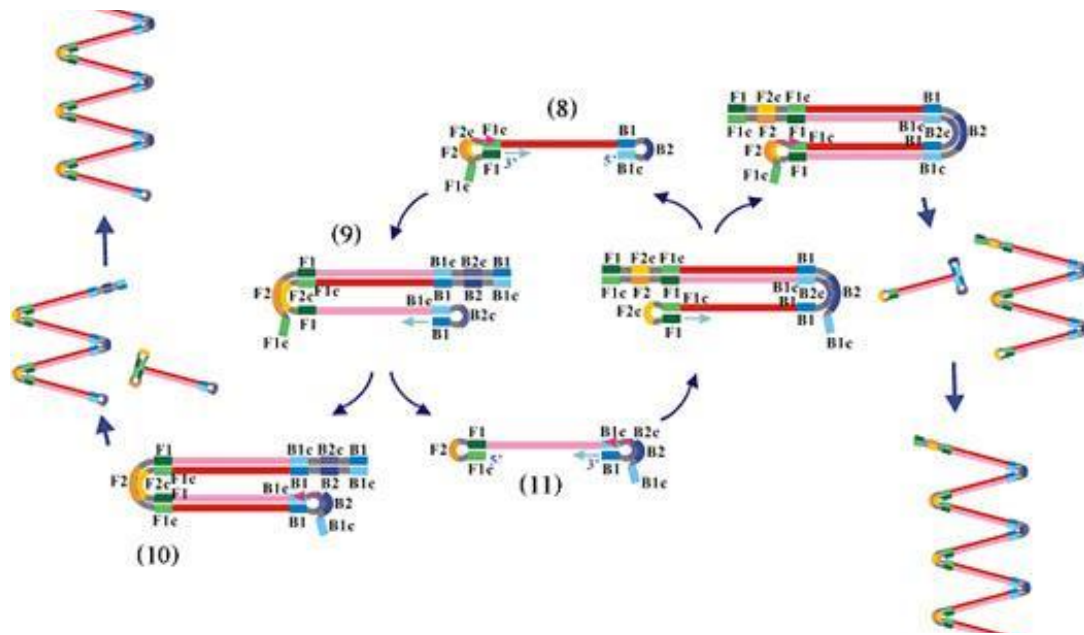 (8)
F2c F1c
F2
F1
3'
F1c
B1
5'
B2
B1c
F1 F2c F1c
B1
F1c F2 F1 F1c
B1c
B2c
B1
B2
F2
F1
F1c
B1c
(9)
F1
B1c B2c B1
F2
F2c
F1c
B1 B2 B1c
B1c
F1
B2c
B1
F1c
F1 F2c F1c
B1
F1c F2 F1
B1c
B2c
B1
B2
F1c
F2c
F1
B1
B1c
F1
B1c B2c B1
F2
F2c
F1c
F1
B1 B2 B1c
B1c
F1c
B1
B2
B1c
(10)
F1
F2
F1c
5'
B1c B2c
B2
3'
B1
B1c
(11)